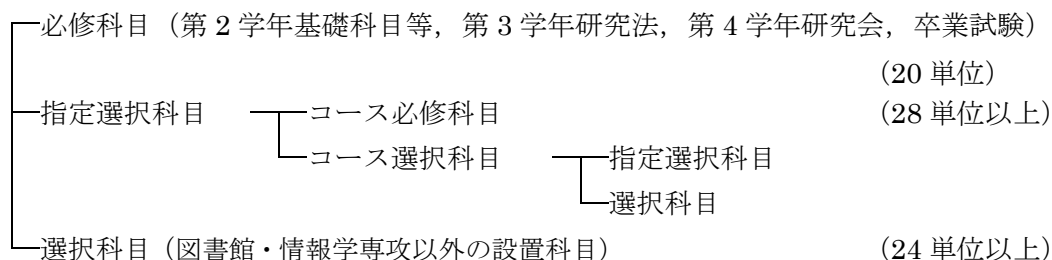 必修科目（第 2 学年基礎科目等，第 3 学年研究法，第 4 学年研究会，卒業試験）
（20 単位）
指定選択科目 コース必修科目 （28 単位以上）
コース選択科目 指定選択科目
選択科目
選択科目（図書館・情報学専攻以外の設置科目） （24 単位以上）